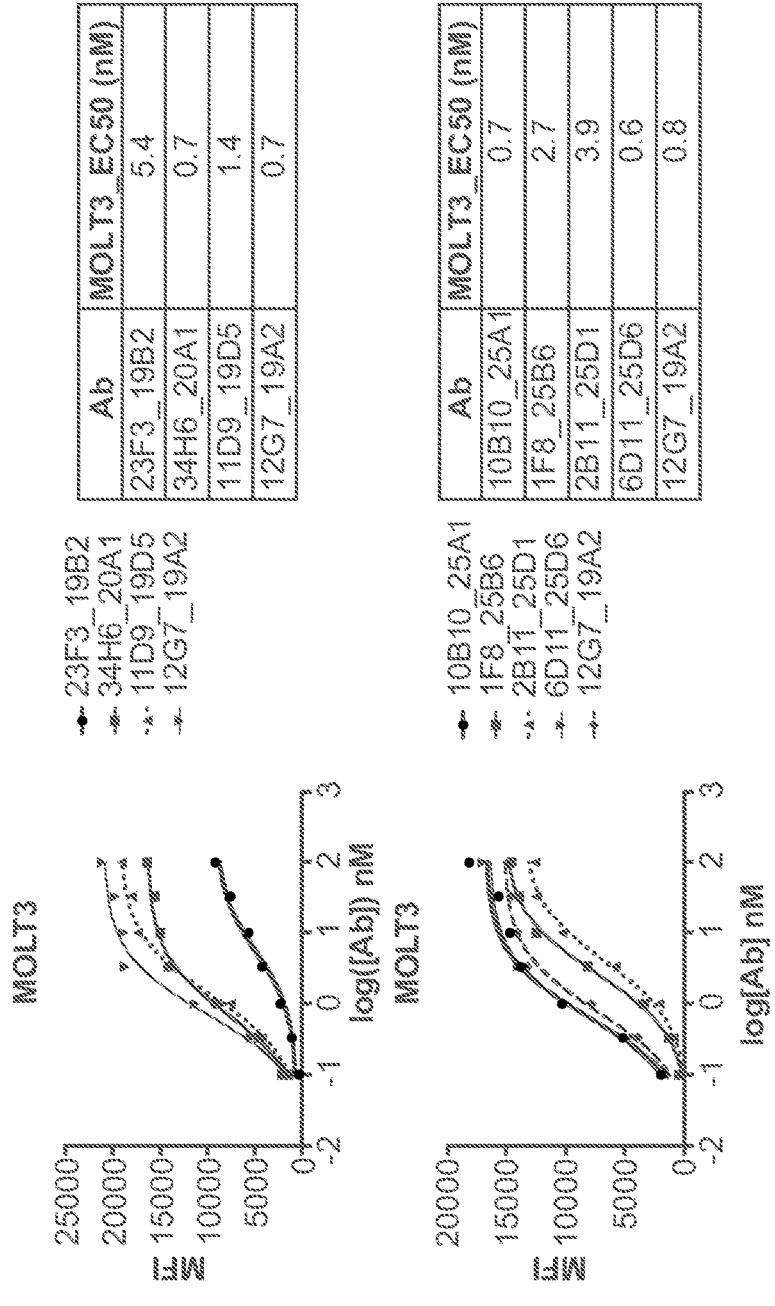 MOLT3
MFI
25000
20000
15000
10000
5000
0
-2 -1 0 1 2 3
log([Ab]) nM
23F3_19B2
34H6_20A1
11D9_19D5
12G7_19A2
Ab MOLT3_EC50 (nM)
23F3_19B2 5.4
34H6_20A1 0.7
11D9_19D5 1.4
12G7_19A2 0.7
MOLT3
MFI
20000
15000
10000
5000
0
-2 -1 0 1 2 3
log[Ab] nM
10B10_25A1
1F8_25B6
2B11_25D1
6D11_25D6
12G7_19A2
Ab MOLT3_EC50 (nM)
10B10_25A1 0.7
1F8_25B6 2.7
2B11_25D1 3.9
6D11_25D6 0.6
12G7_19A2 0.8